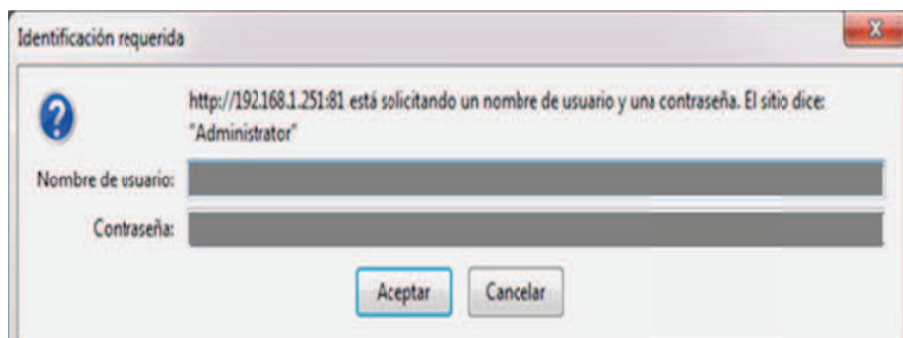 Identificación requerida
http://192.168.1.251:81 está solicitando un nombre de usuario y una contraseña. El sitio dice:
"Administrator"
Nombre de usuario:
Contraseña:
Aceptar
Cancelar